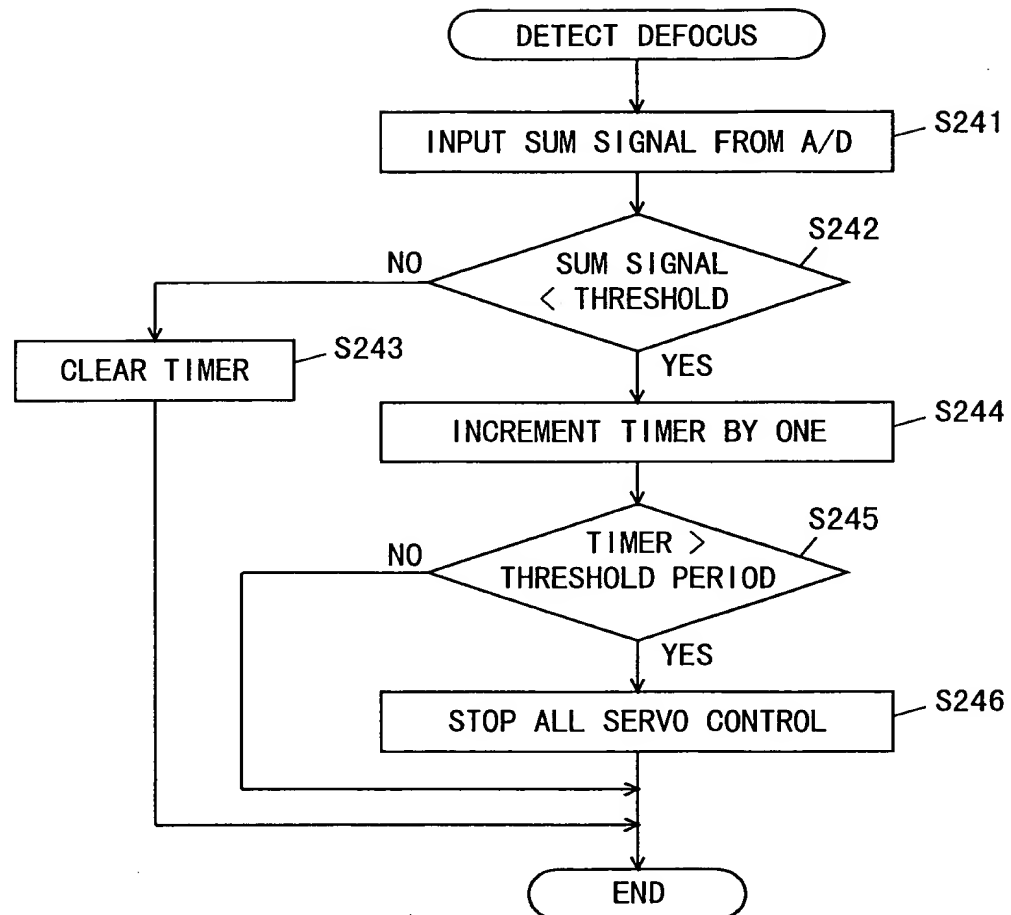 DETECT DEFOCUS
S241
INPUT SUM SIGNAL FROM A/D
S242
NO
SUM SIGNAL
< THRESHOLD
S243
CLEAR TIMER
YES
S244
INCREMENT TIMER BY ONE
S245
NO
TIMER >
THRESHOLD PERIOD
YES
S246
STOP ALL SERVO CONTROL
END